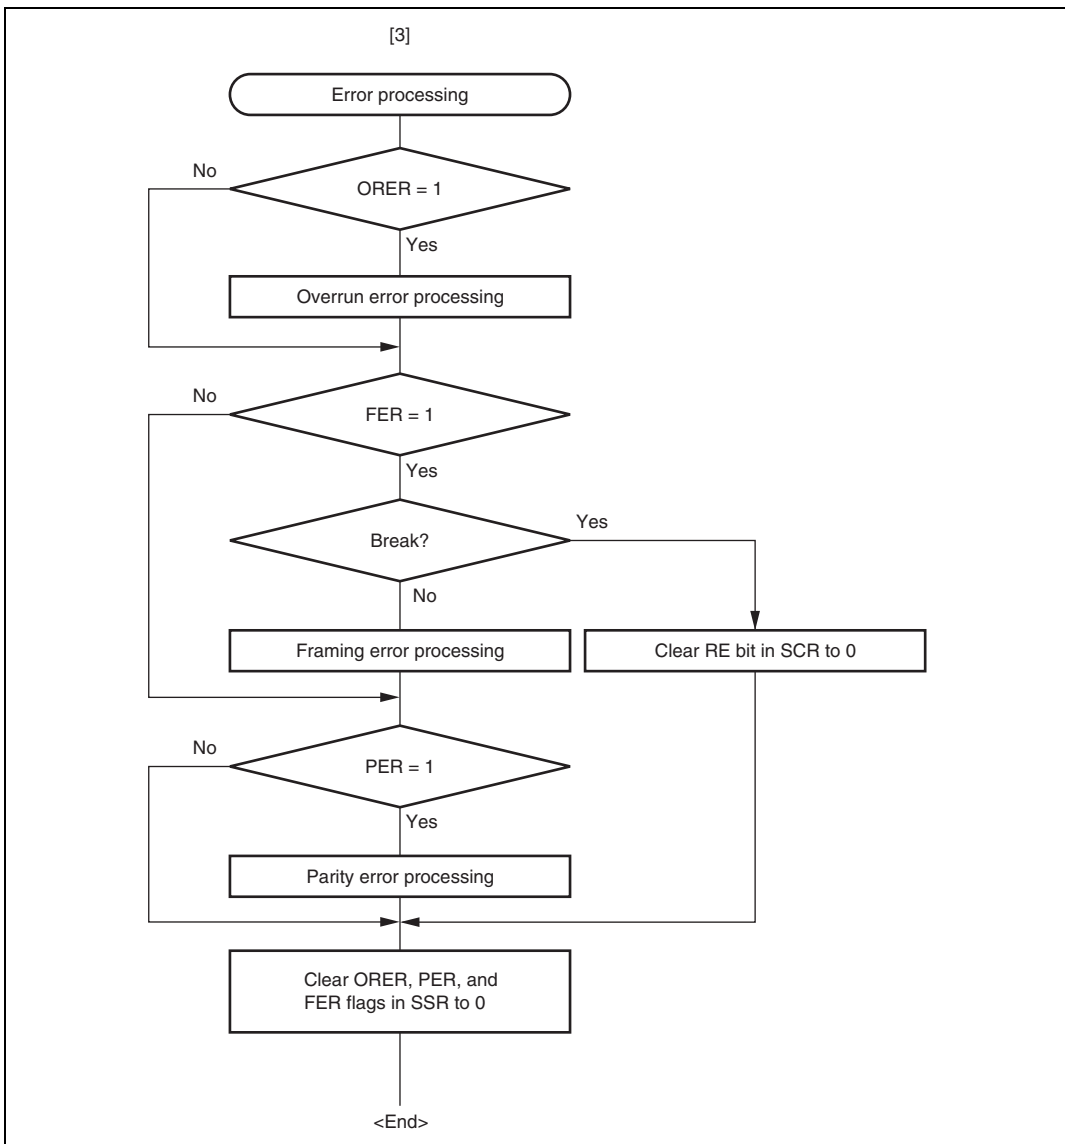 [3]
Error processing
No
ORER = 1
Yes
Overrun error processing
No
FER = 1
Yes
Break?
Yes
No
Framing error processing
Clear RE bit in SCR to 0
No
PER = 1
Yes
Parity error processing
Clear ORER, PER, and
FER flags in SSR to 0
<End>